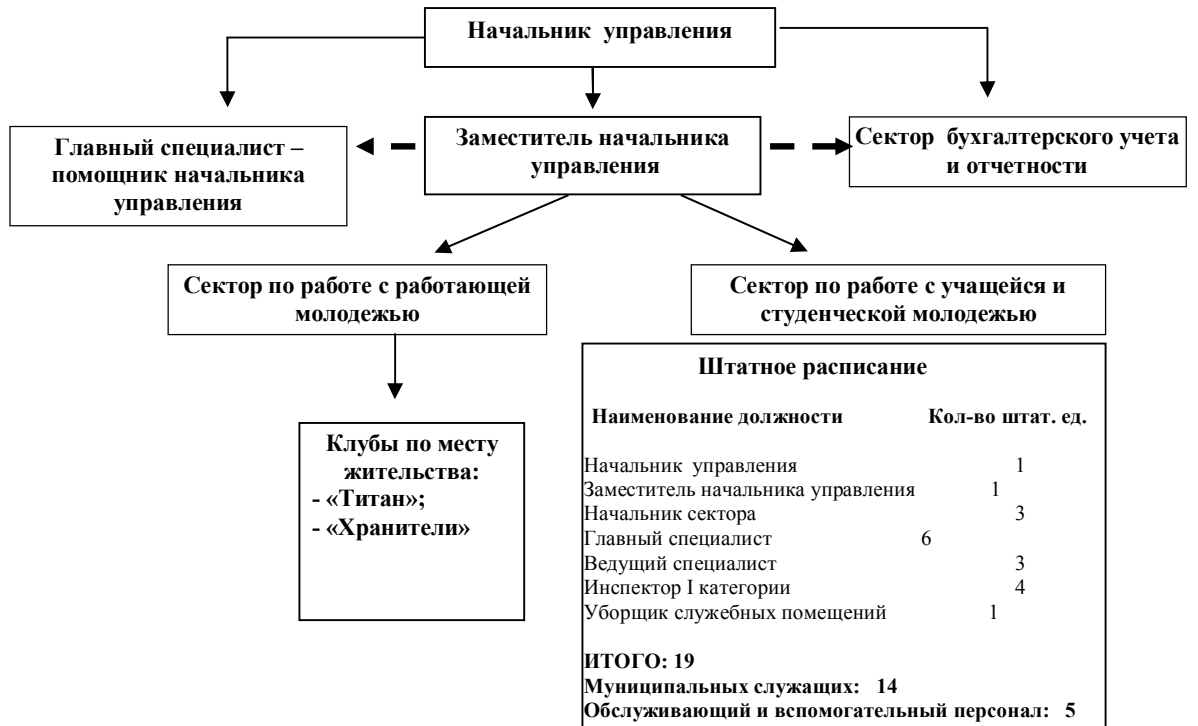 Начальник управления
Главный специалист –
помощник начальника
управления
Заместитель начальника
управления
Сектор бухгалтерского учета
и отчетности
Сектор по работе с работающей
молодежью
Сектор по работе с учащейся и
студенческой молодежью
Клубы по месту
жительства:
- «Титан»;
- «Хранители»
Штатное расписание
Наименование должности Кол-во штат. ед.
Начальник управления 1
Заместитель начальника управления 1
Начальник сектора 3
Главный специалист 6
Ведущий специалист 3
Инспектор I категории 4
Уборщик служебных помещений 1
ИТОГО: 19
Муниципальных служащих: 14
Обслуживающий и вспомогательный персонал: 5